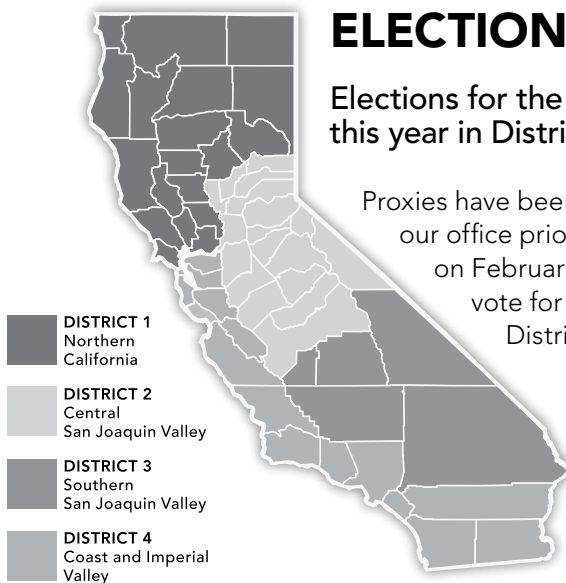 ELECTION
Elections for the
this year in Distri
Proxies have been
our office prio
on Februar
vote for
Distri
DISTRICT 1
Northern
California
DISTRICT 2
Central
San Joaquin Valley
DISTRICT 3
Southern
San Joaquin Valley
DISTRICT 4
Coast and Imperial
Valley